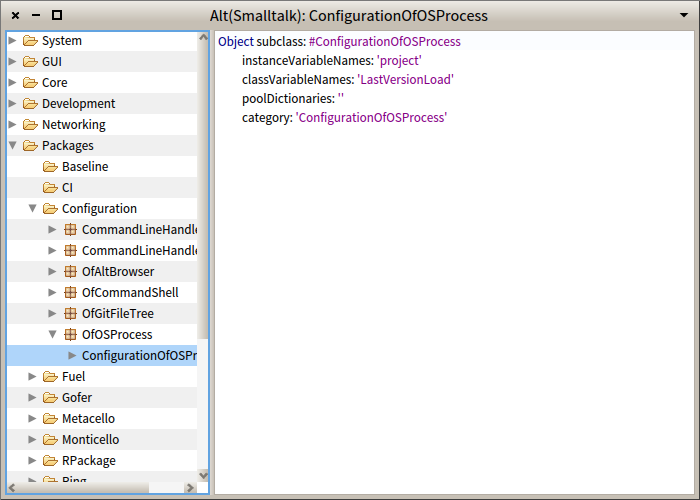 Alt(Smalltalk): ConfigurationOfOSProcess
System
GUI
Core
Development
Networking
Packages
Baseline
CI
Configuration
CommandLineHandle
CommandLineHandle
OfAltBrowser
OfCommandShell
OfGitFileTree
OfOSProcess
ConfigurationOfOSPr
Fuel
Gofer
Metacello
Monticello
RPackage
Ring
Object subclass: #ConfigurationOfOSProcess
instanceVariableNames: 'project'
classVariableNames: 'LastVersionLoad'
poolDictionaries: ''
category: 'ConfigurationOfOSProcess'